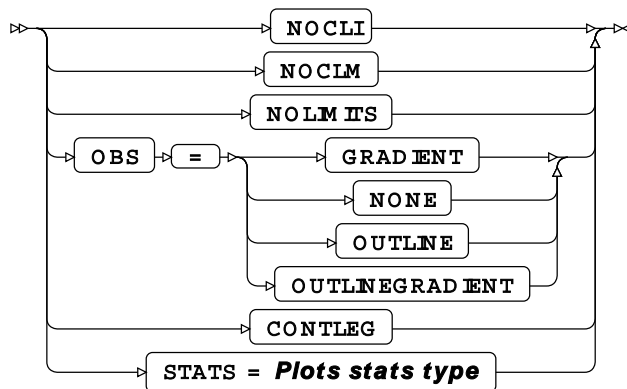 NOCLI
NOCLM
NOLIMITS
OBS = GRADIENT
NONE
OUTLINE
OUTLINEGRADIENT
CONTLEG
STATS = Plots stats type